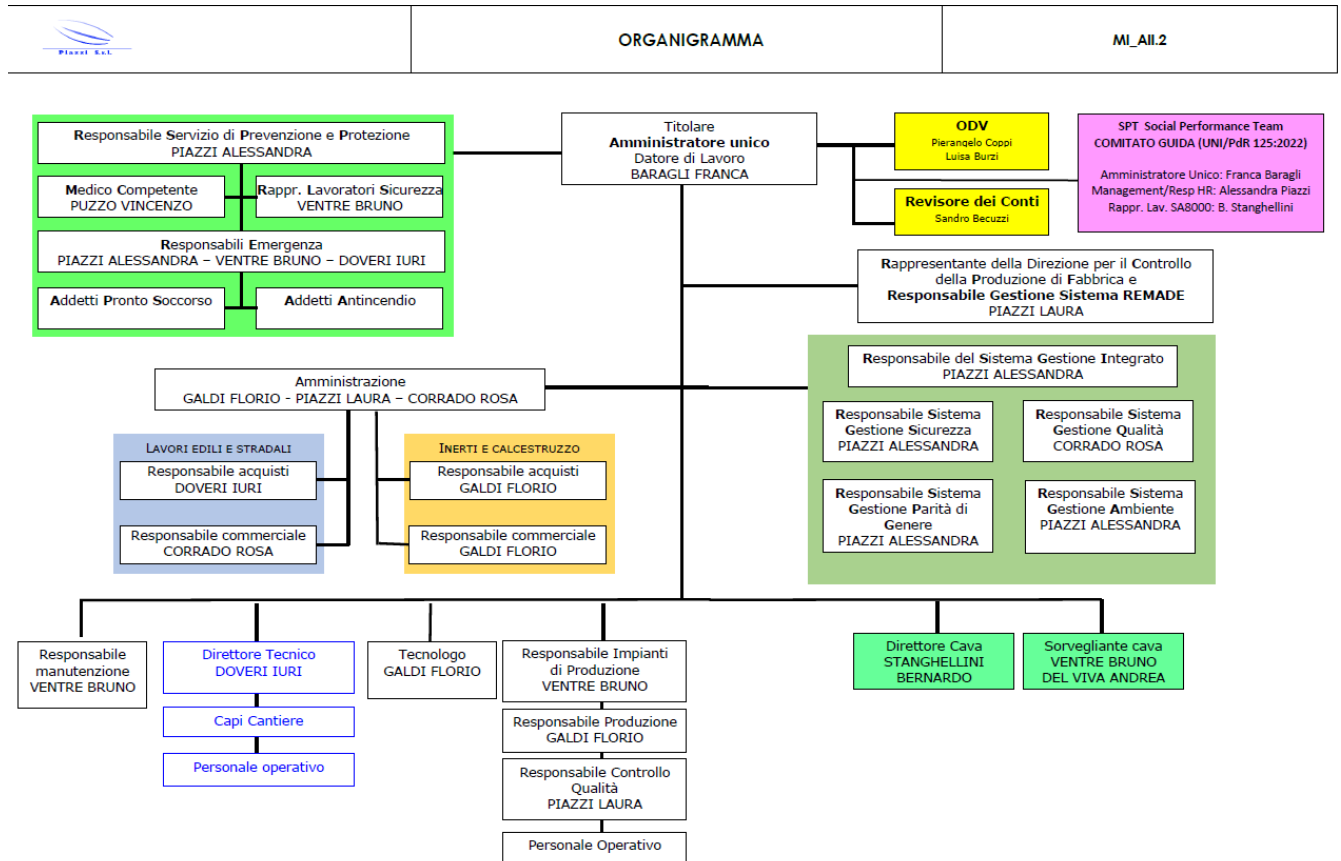 Piazzi S.r.l.
ORGANIGRAMMA
MI_All.2
Responsabile Servizio di Prevenzione e Protezione
PIAZZI ALESSANDRA
Medico Competente
PUZZO VINCENZO
Rappr. Lavoratori Sicurezza
VENTRE BRUNO
Responsabili Emergenza
PIAZZI ALESSANDRA – VENTRE BRUNO – DOVERI IURI
Addetti Pronto Soccorso
Addetti Antincendio
Titolare
Amministratore unico
Datore di Lavoro
BARAGLI FRANCA
ODV
Pierangelo Coppi
Luisa Burzi
Revisore dei Conti
Sandro Becuzzi
SPT Social Performance Team
COMITATO GUIDA (UNI/PdR 125:2022)
Amministratore Unico: Franca Baragli
Management/Resp HR: Alessandra Piazzi
Rappr. Lav. SA8000: B. Stanghellini
Rappresentante della Direzione per il Controllo
della Produzione di Fabbrica e
Responsabile Gestione Sistema REMADE
PIAZZI LAURA
Amministrazione
GALDI FLORIO - PIAZZI LAURA – CORRADO ROSA
LAVORI EDILI E STRADALI
Responsabile acquisti
DOVERI IURI
Responsabile commerciale
CORRADO ROSA
INERTI E CALCESTRUZZO
Responsabile acquisti
GALDI FLORIO
Responsabile commerciale
GALDI FLORIO
Responsabile del Sistema Gestione Integrato
PIAZZI ALESSANDRA
Responsabile Sistema
Gestione Sicurezza
PIAZZI ALESSANDRA
Responsabile Sistema
Gestione Qualità
CORRADO ROSA
Responsabile Sistema
Gestione Parità di
Genere
PIAZZI ALESSANDRA
Responsabile Sistema
Gestione Ambiente
PIAZZI ALESSANDRA
Responsabile
manutenzione
VENTRE BRUNO
Direttore Tecnico
DOVERI IURI
Capi Cantiere
Personale operativo
Tecnologo
GALDI FLORIO
Responsabile Impianti
di Produzione
VENTRE BRUNO
Responsabile Produzione
GALDI FLORIO
Responsabile Controllo
Qualità
PIAZZI LAURA
Personale Operativo
Direttore Cava
STANGHELLINI
BERNARDO
Sorvegliante cava
VENTRE BRUNO
DEL VIVA ANDREA